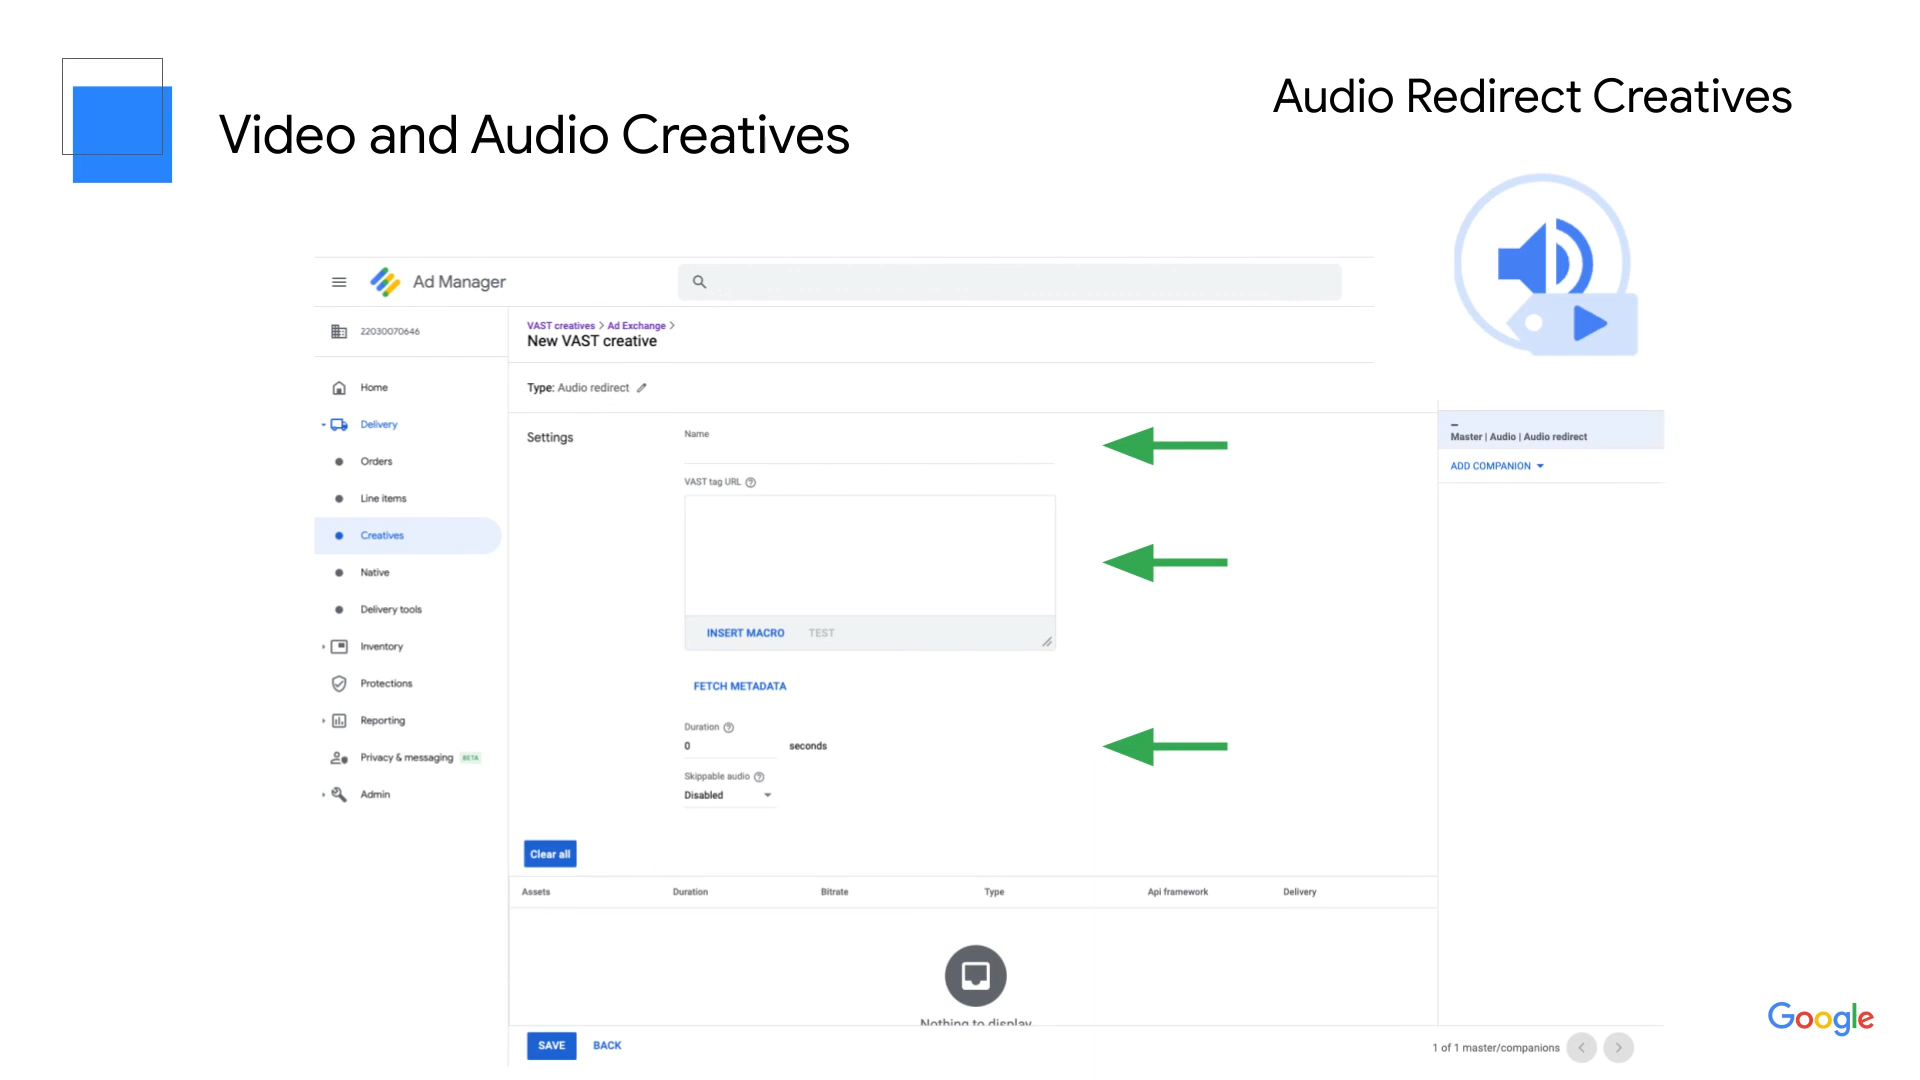 Video and Audio Creatives
Audio Redirect Creatives
Ad Manager
22030070646
Home
Delivery
Orders
Line items
Creatives
Native
Delivery tools
Inventory
Protections
Reporting
Privacy & messaging BETA
Admin
VAST creatives > Ad Exchange >
New VAST creative
Type: Audio redirect
Settings
Name
VAST tag URL
INSERT MACRO TEST
FETCH METADATA
Duration
0 seconds
Skippable audio
Disabled
Clear all
Assets Duration Bitrate Type Api framework Delivery
Nothing to display
SAVE BACK
Master | Audio | Audio redirect
ADD COMPANION
1 of 1 master/companions
Google